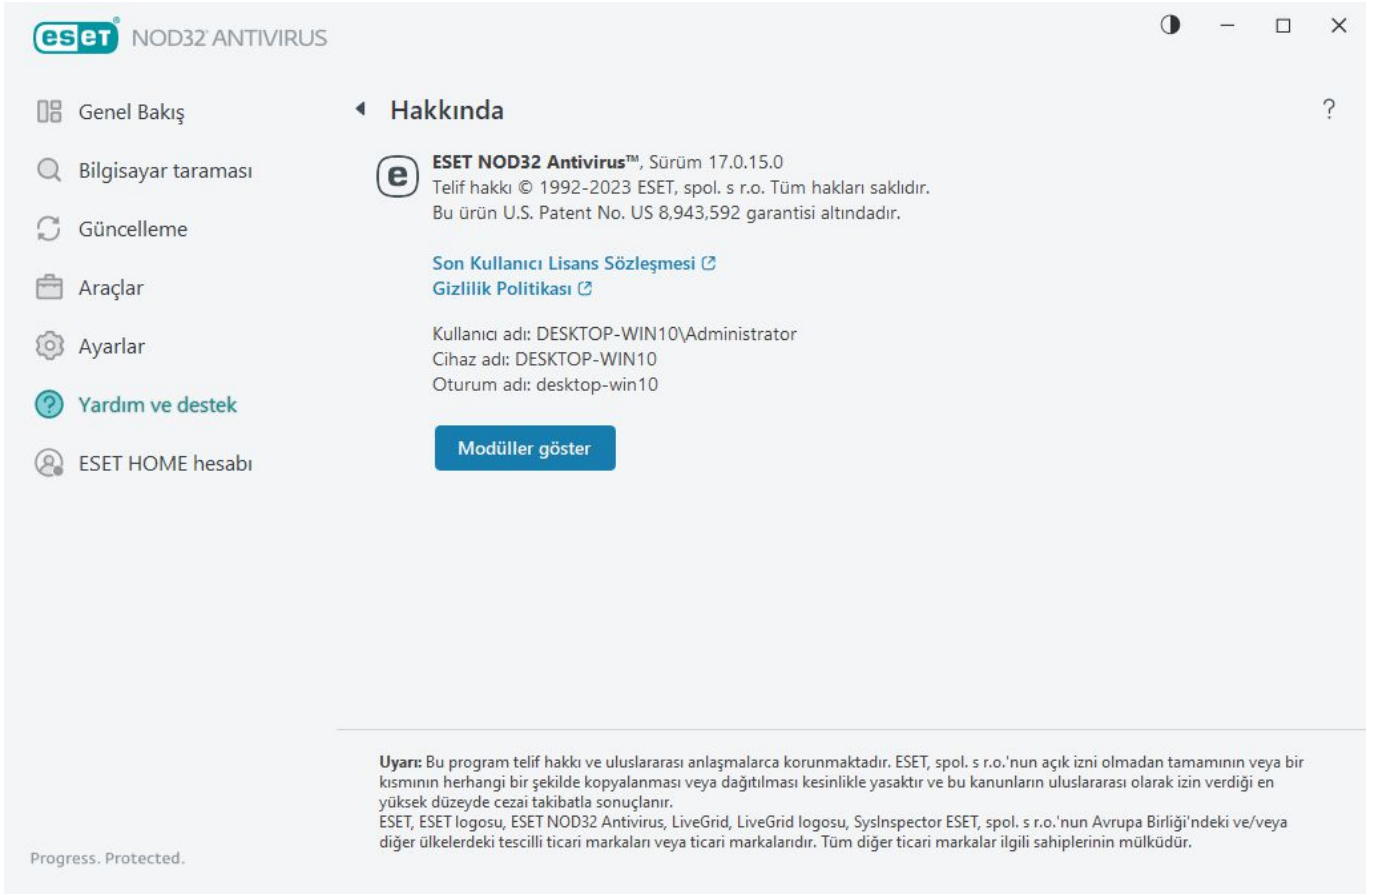 eset® NOD32® ANTIVIRUS
Genel Bakış
Bilgisayar taraması
Güncelleme
Araçlar
Ayarlar
Yardım ve destek
ESET HOME hesabı
Hakkında
?
e
ESET NOD32 Antivirus™, Sürüm 17.0.15.0
Telif hakkı © 1992-2023 ESET, spol. s r.o. Tüm hakları saklıdır.
Bu ürün U.S. Patent No. US 8,943,592 garantisi altındadır.
Son Kullanıcı Lisans Sözleşmesi
Gizlilik Politikası
Kullanıcı adı: DESKTOP-WIN10\Administrator
Cihaz adı: DESKTOP-WIN10
Oturum adı: desktop-win10
Modüller göster
Uyarı: Bu program telif hakkı ve uluslararası anlaşmalarca korunmaktadır. ESET, spol. s r.o.'nun açık izni olmadan tamamının veya bir
kısmının herhangi bir şekilde kopyalanması veya dağıtılması kesinlikle yasaktır ve bu kanunların uluslararası olarak izin verdiği en
yüksek düzeyde cezai takibatla sonuçlanır.
ESET, ESET logosu, ESET NOD32 Antivirus, LiveGrid, LiveGrid logosu, SysInspector ESET, spol. s r.o.'nun Avrupa Birliği'ndeki ve/veya
diğer ülkelerdeki tescilli ticari markaları veya ticari markalarıdır. Tüm diğer ticari markalar ilgili sahiplerinin mülküdür.
Progress. Protected.